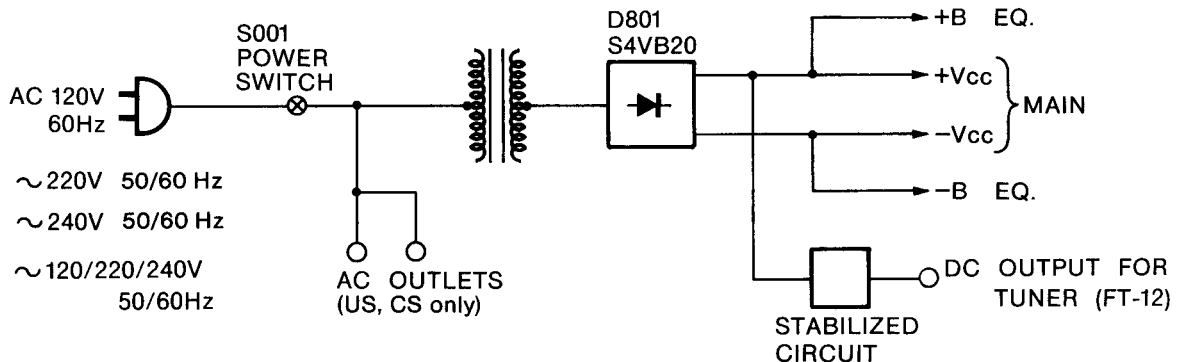 S001
POWER
SWITCH
AC 120V
60Hz
～220V 50/60 Hz
～240V 50/60 Hz
～120/220/240V
50/60Hz
AC OUTLETS
(US, CS only)
D801
S4VB20
+B EQ.
+Vcc
MAIN
−Vcc
−B EQ.
DC OUTPUT FOR
TUNER (FT-12)
STABILIZED
CIRCUIT